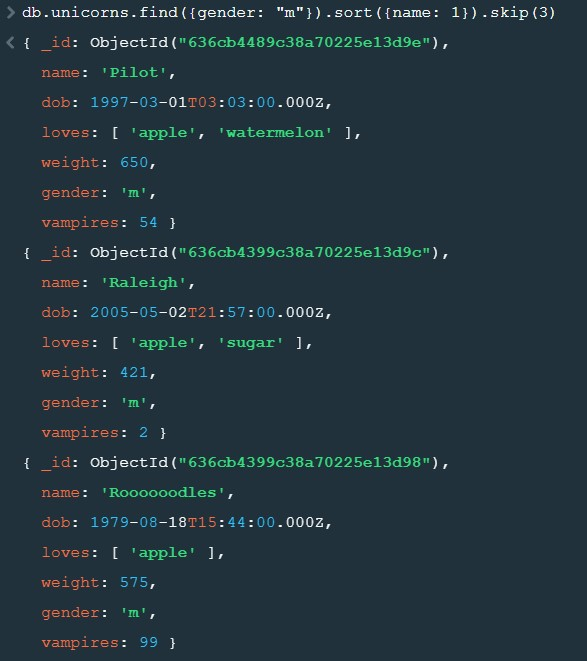 > db.unicorns.find({gender: "m"}).sort({name: 1}).skip(3)
< { _id: ObjectId("636cb4489c38a70225e13d9e"),
name: 'Pilot',
dob: 1997-03-01T03:03:00.000Z,
loves: [ 'apple', 'watermelon' ],
weight: 650,
gender: 'm',
vampires: 54 }
{ _id: ObjectId("636cb4399c38a70225e13d9c"),
name: 'Raleigh',
dob: 2005-05-02T21:57:00.000Z,
loves: [ 'apple', 'sugar' ],
weight: 421,
gender: 'm',
vampires: 2 }
{ _id: ObjectId("636cb4399c38a70225e13d98"),
name: 'Roooooodles',
dob: 1979-08-18T15:44:00.000Z,
loves: [ 'apple' ],
weight: 575,
gender: 'm',
vampires: 99 }